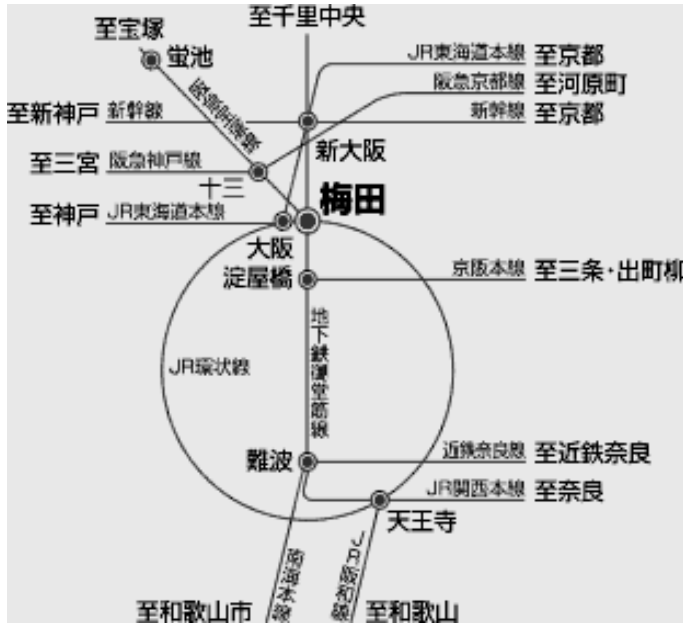 至千里中央
至宝塚
蛍池
JR東海道本線 至京都
阪急京都線 至河原町
阪急宝塚線
至新神戸 新幹線
新幹線 至京都
新大阪
至三宮 阪急神戸線
十三
梅田
至神戸 JR東海道本線
大阪
淀屋橋
京阪本線 至三条・出町柳
地下鉄御堂筋線
JR環状線
難波
近鉄奈良線 至近鉄奈良
JR関西本線 至奈良
天王寺
南海本線
JR阪和線
至和歌山市
至和歌山